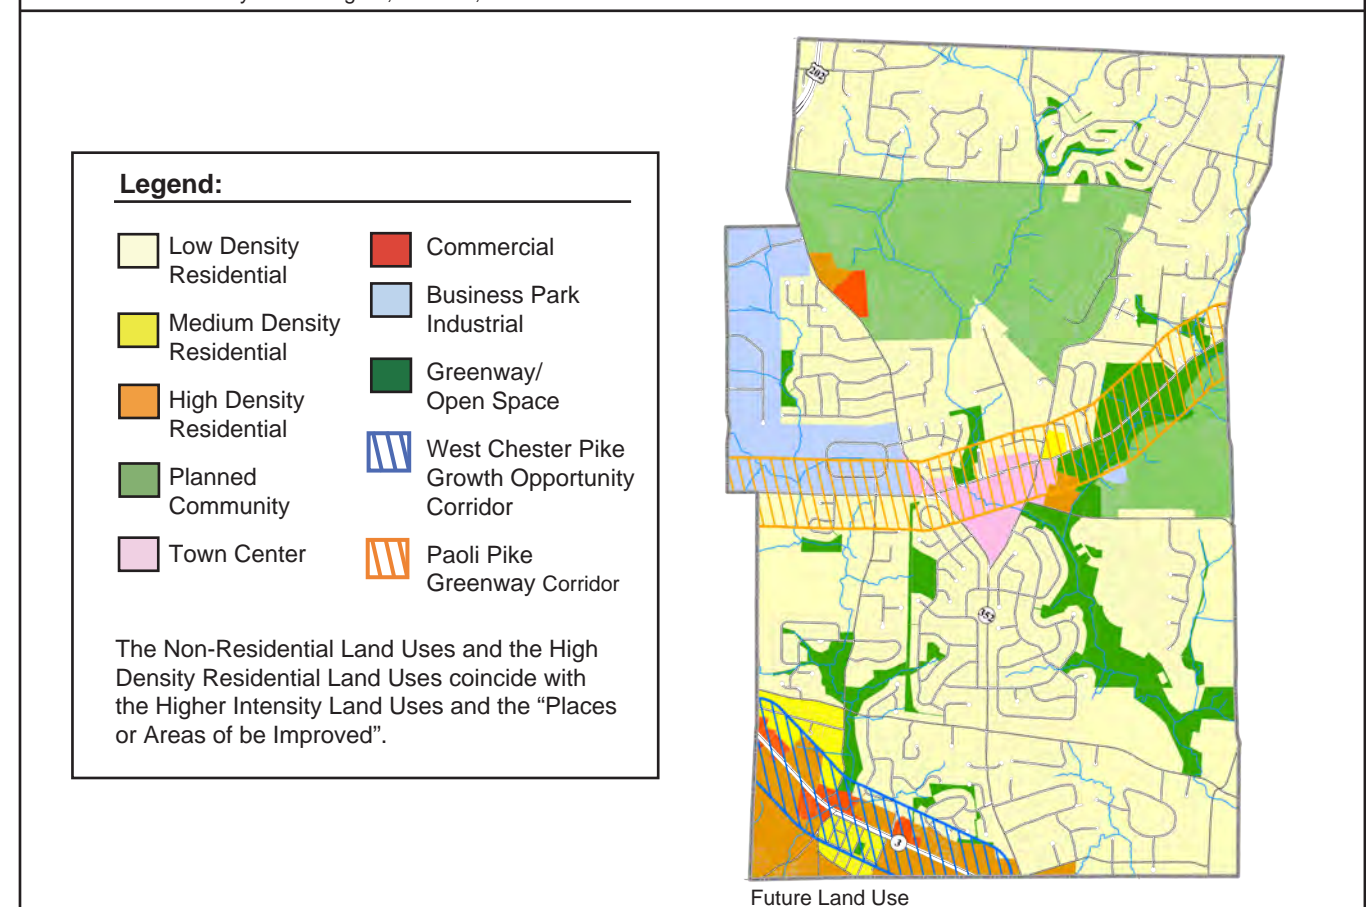 Legend:
Low Density
Residential
Medium Density
Residential
High Density
Residential
Planned
Community
Town Center
Commercial
Business Park
Industrial
Greenway/
Open Space
West Chester Pike
Growth Opportunity
Corridor
Paoli Pike
Greenway Corridor
The Non-Residential Land Uses and the High
Density Residential Land Uses coincide with
the Higher Intensity Land Uses and the “Places
or Areas of be Improved”.
202
352
3
Future Land Use